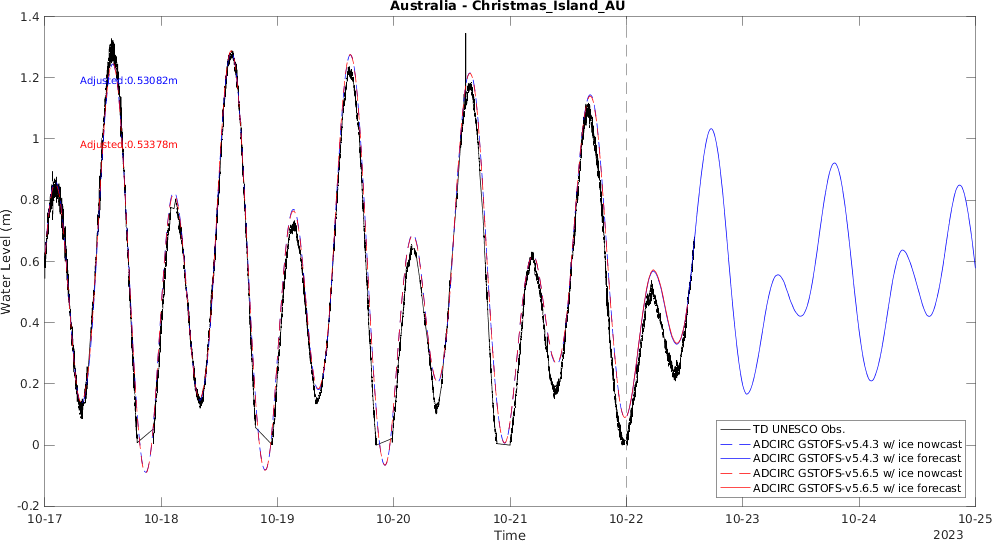 Australia - Christmas_Island_AU
1.4
1.2
1
0.8
0.6
0.4
0.2
0
-0.2
Water Level (m)
Adjusted:0.53082m
Adjusted:0.53378m
TD UNESCO Obs.
ADCIRC GSTOFS-v5.4.3 w/ ice nowcast
ADCIRC GSTOFS-v5.4.3 w/ ice forecast
ADCIRC GSTOFS-v5.6.5 w/ ice nowcast
ADCIRC GSTOFS-v5.6.5 w/ ice forecast
10-17 10-18 10-19 10-20 10-21 10-22 10-23 10-24 10-25
Time
2023